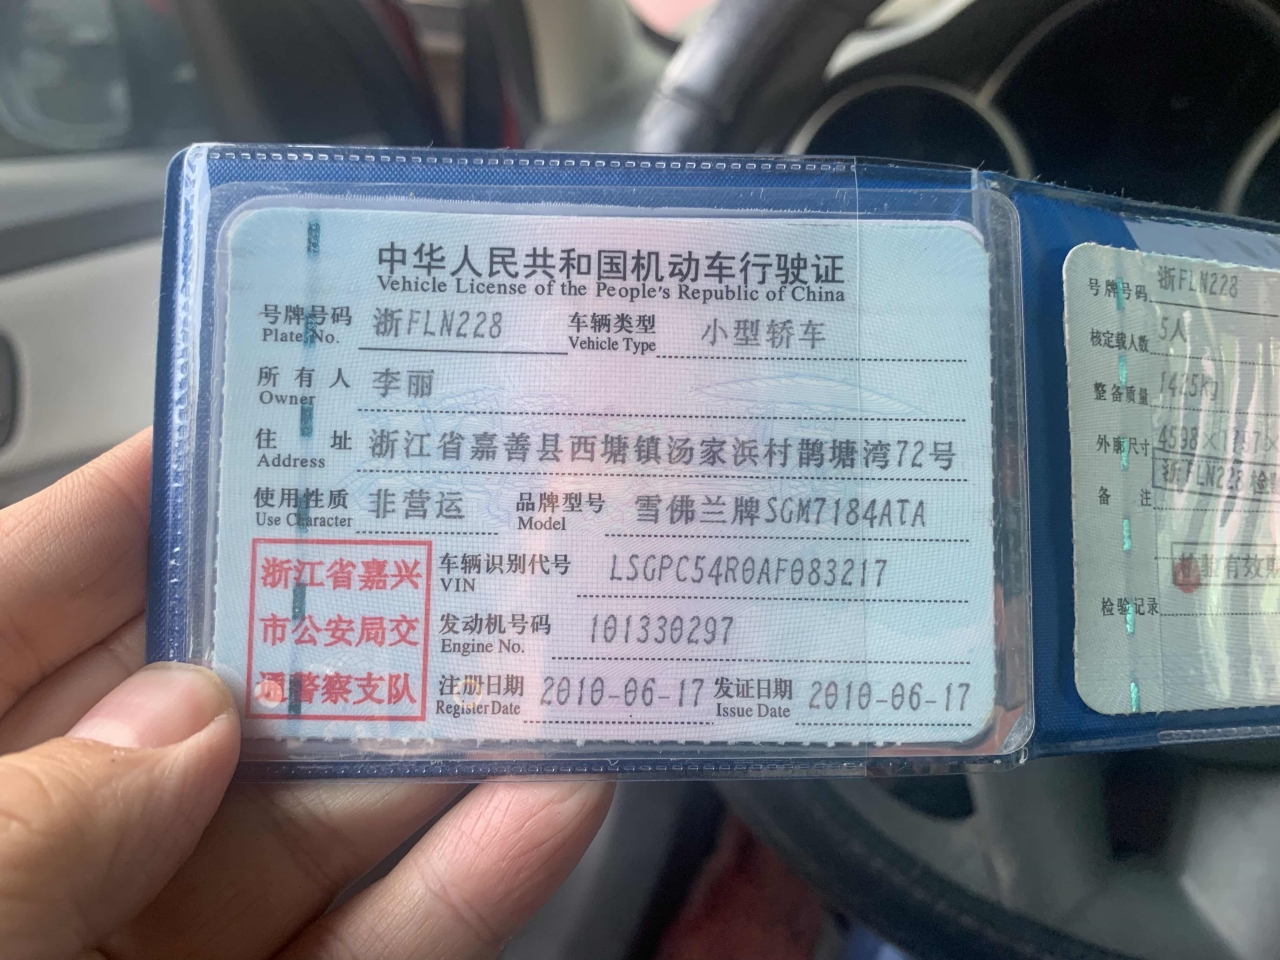 中华人民共和国机动车行驶证
Vehicle License of the People's Republic of China
号牌号码 浙FLN228 车辆类型 小型轿车
Plate No. Vehicle Type
所有人 李丽
Owner
住址 浙江省嘉善县西塘镇汤家浜村鹊塘湾72号
Address
使用性质 非营运 品牌型号 雪佛兰牌SGM7184ATA
Use Character Model
浙江省嘉兴
市公安局交
通警察支队
车辆识别代号 LSGPC54R0AF083217
VIN
发动机号码 101330297
Engine No.
注册日期 2010-06-17 发证日期 2010-06-17
Register Date Issue Date
号牌号码 浙FLN228
核定载人数 5人
整备质量 1425KG
外廓尺寸 4598×1797×
备注 浙FLN228
检验有效期
检验记录